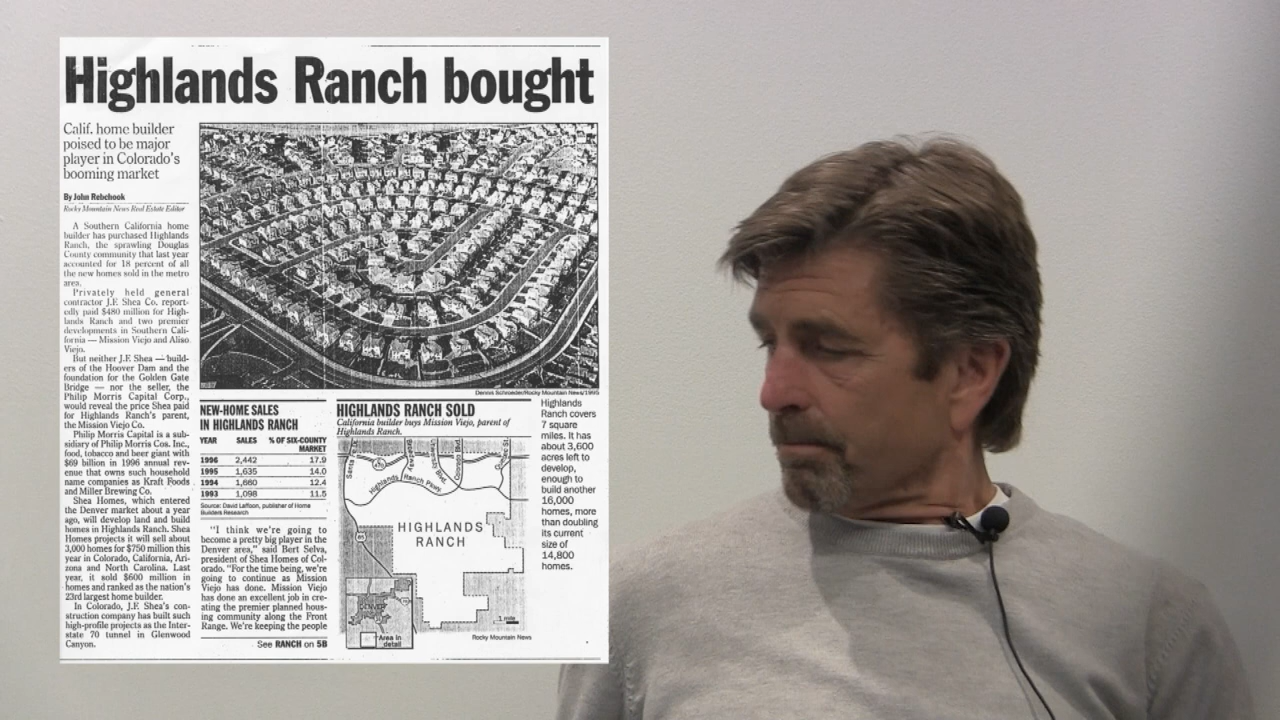 Highlands Ranch bought
Calif. home builder
poised to be major
player in Colorado's
booming market
By John Rebchook
Rocky Mountain News Real Estate Editor
A Southern California home
builder has purchased Highlands
Ranch, the sprawling Douglas
County community that last year
accounted for 18 percent of all
the new homes sold in the metro
area.
Privately held general
contractor J.F. Shea Co. report-
edly paid $480 million for High-
lands Ranch and two premier
developments in Southern Cali-
fornia — Mission Viejo and Aliso
Viejo.
But neither J.F. Shea — build-
ers of the Hoover Dam and the
foundation for the Golden Gate
Bridge — nor the seller, the
Philip Morris Capital Corp.,
would reveal the price Shea paid
for Highlands Ranch's parent,
the Mission Viejo Co.
Philip Morris Capital is a sub-
sidiary of Philip Morris Cos. Inc.,
food, tobacco and beer giant with
$69 billion in 1996 annual rev-
enue that owns such household
name companies as Kraft Foods
and Miller Brewing Co.
Shea Homes, which entered
the Denver market about a year
ago, will develop land and build
homes in Highlands Ranch. Shea
Homes projects it will sell about
3,000 homes for $750 million this
year in Colorado, California, Ari-
zona and North Carolina. Last
year, it sold $600 million in
homes and ranked as the nation's
23rd largest home builder.
In Colorado, J.F. Shea's con-
struction company has built such
high-profile projects as the Inter-
state 70 tunnel in Glenwood
Canyon.
Dennis Schroeder/Rocky Mountain News/1995
NEW-HOME SALES
IN HIGHLANDS RANCH
YEAR SALES % OF SIX-COUNTY
MARKET
1996 2,442 17.9
1995 1,635 14.0
1994 1,660 12.4
1993 1,098 11.5
Source: David Laffoon, publisher of Home
Builders Research
"I think we're going to
become a pretty big player in the
Denver area," said Bert Selva,
president of Shea Homes of Col-
orado. "For the time being, we're
going to continue as Mission
Viejo has done. Mission Viejo
has done an excellent job in cre-
ating the premier planned hous-
ing community along the Front
Range. We're keeping the people
See RANCH on 5B
HIGHLANDS RANCH SOLD
California builder buys Mission Viejo, parent of
Highlands Ranch.
Highlands Ranch Pkwy.
HIGHLANDS
RANCH
85
DENVER
Area in
detail
1 mile
Rocky Mountain News
Highlands
Ranch covers
7 square
miles. It has
about 3,600
acres left to
develop,
enough to
build another
16,000
homes, more
than doubling
its current
size of
14,800
homes.